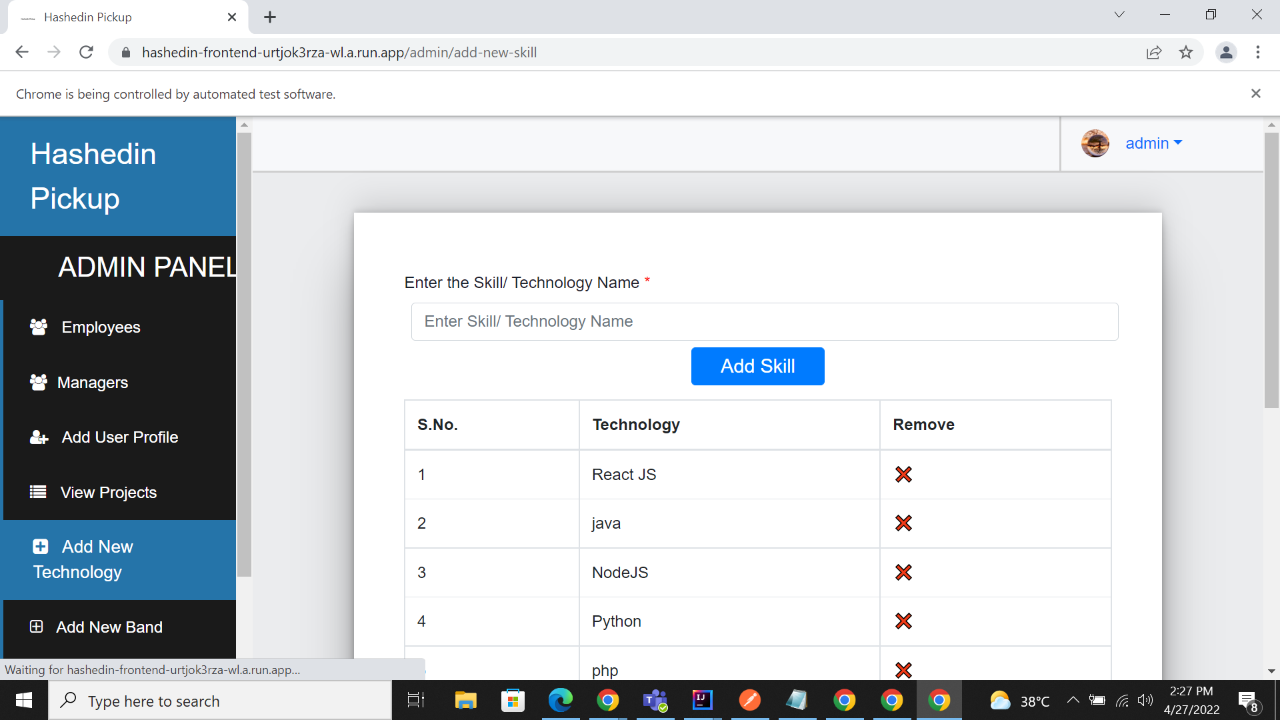 Hashedin Pickup
hashedin-frontend-urtjok3rza-wl.a.run.app/admin/add-new-skill
Chrome is being controlled by automated test software.
Hashedin
Pickup
admin
ADMIN PANEL
Employees
Managers
Add User Profile
View Projects
Add New
Technology
Add New Band
Enter the Skill/ Technology Name *
Enter Skill/ Technology Name
Add Skill
S.No. Technology Remove
1 React JS
2 java
3 NodeJS
4 Python
php
Waiting for hashedin-frontend-urtjok3rza-wl.a.run.app...
Type here to search
38°C
2:27 PM
4/27/2022
8